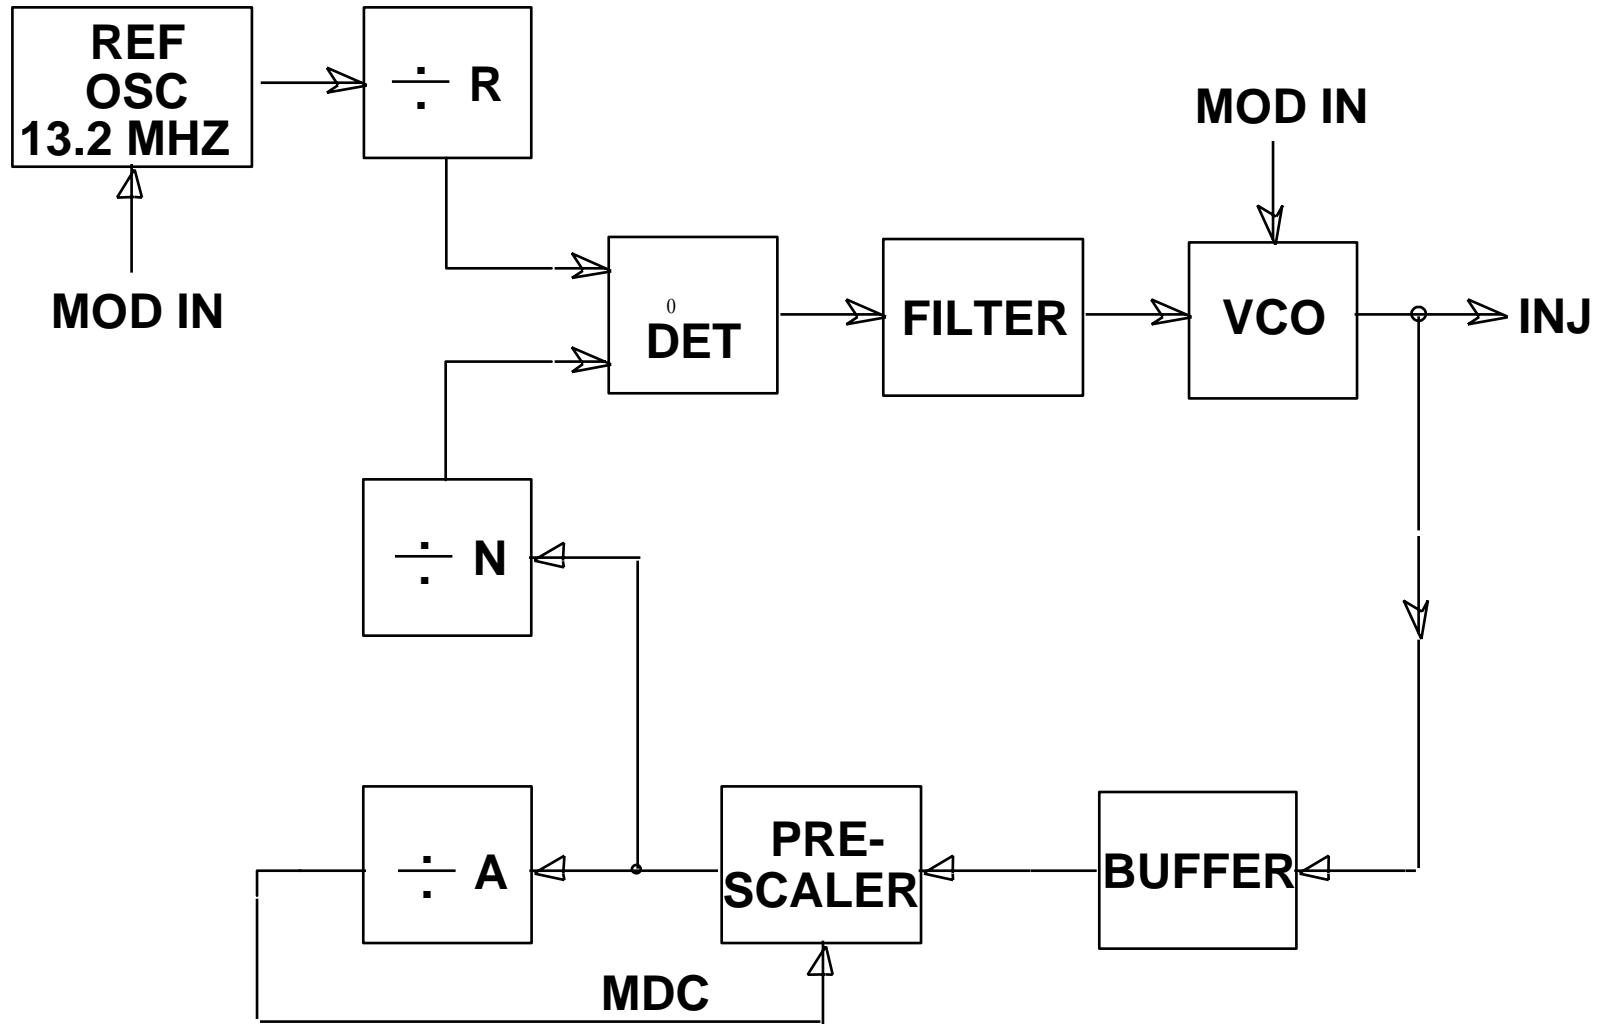 REF
OSC
13.2 MHZ
÷ R
MOD IN
MOD IN
0
DET
FILTER
VCO
INJ
÷ N
÷ A
PRE-
SCALER
BUFFER
MDC